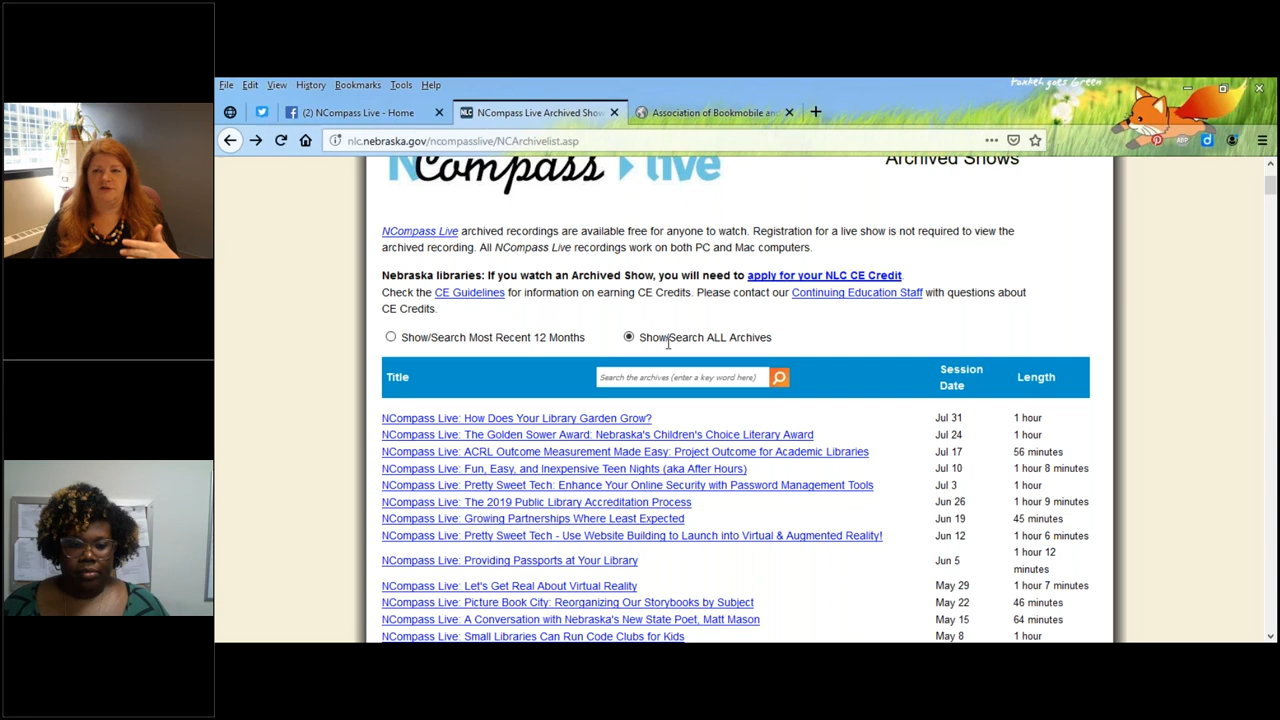 Foxkeh goes Green
File Edit View History Bookmarks Tools Help
(2) NCompass Live - Home
NLC NCompass Live Archived Show
Association of Bookmobile and
nlc.nebraska.gov/ncompasslive/NCArchivelist.asp
NCompass live
Archived Shows
NCompass Live archived recordings are available free for anyone to watch. Registration for a live show is not required to view the
archived recording. All NCompass Live recordings work on both PC and Mac computers.
Nebraska libraries: If you watch an Archived Show, you will need to apply for your NLC CE Credit.
Check the CE Guidelines for information on earning CE Credits. Please contact our Continuing Education Staff with questions about
CE Credits.
Show/Search Most Recent 12 Months
Show/Search ALL Archives
Title
Search the archives (enter a key word here)
Session
Date
Length
NCompass Live: How Does Your Library Garden Grow? Jul 31 1 hour
NCompass Live: The Golden Sower Award: Nebraska's Children's Choice Literary Award Jul 24 1 hour
NCompass Live: ACRL Outcome Measurement Made Easy: Project Outcome for Academic Libraries Jul 17 56 minutes
NCompass Live: Fun, Easy, and Inexpensive Teen Nights (aka After Hours) Jul 10 1 hour 8 minutes
NCompass Live: Pretty Sweet Tech: Enhance Your Online Security with Password Management Tools Jul 3 1 hour
NCompass Live: The 2019 Public Library Accreditation Process Jun 26 1 hour 9 minutes
NCompass Live: Growing Partnerships Where Least Expected Jun 19 45 minutes
NCompass Live: Pretty Sweet Tech - Use Website Building to Launch into Virtual & Augmented Reality! Jun 12 1 hour 6 minutes
NCompass Live: Providing Passports at Your Library Jun 5 1 hour 12
minutes
NCompass Live: Let's Get Real About Virtual Reality May 29 1 hour 7 minutes
NCompass Live: Picture Book City: Reorganizing Our Storybooks by Subject May 22 46 minutes
NCompass Live: A Conversation with Nebraska's New State Poet, Matt Mason May 15 64 minutes
NCompass Live: Small Libraries Can Run Code Clubs for Kids May 8 1 hour